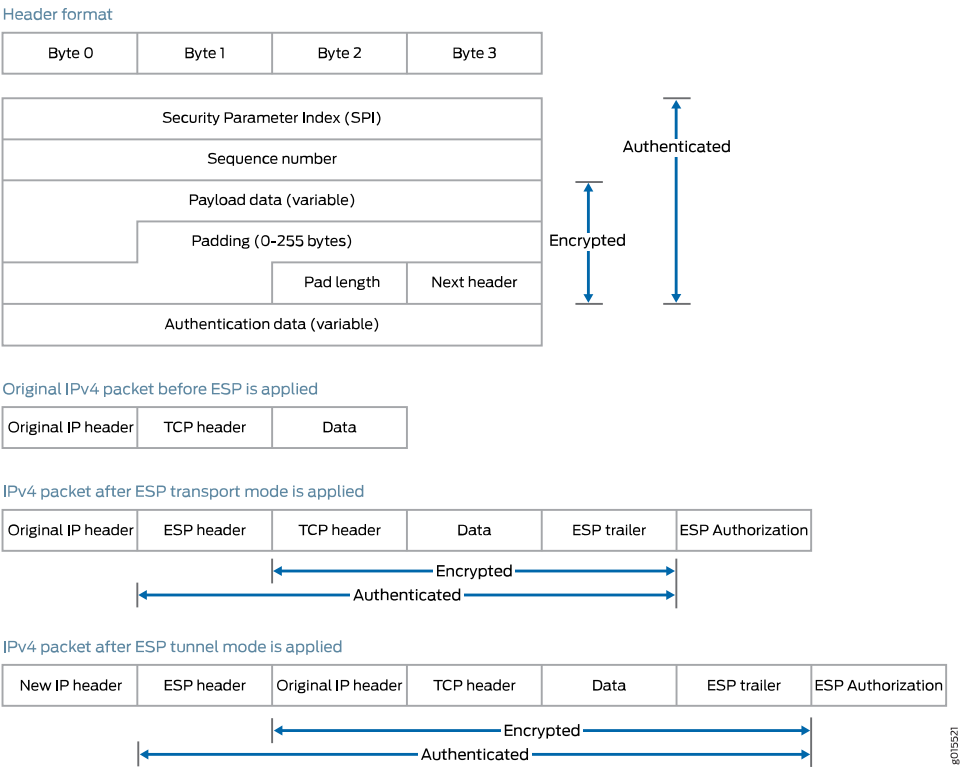 Header format
Byte 0 Byte 1 Byte 2 Byte 3
Security Parameter Index (SPI)
Sequence number
Payload data (variable)
Padding (0-255 bytes)
Pad length Next header
Authentication data (variable)
Encrypted
Authenticated
Original IPv4 packet before ESP is applied
Original IP header TCP header Data
IPv4 packet after ESP transport mode is applied
Original IP header ESP header TCP header Data ESP trailer ESP Authorization
Encrypted
Authenticated
IPv4 packet after ESP tunnel mode is applied
New IP header ESP header Original IP header TCP header Data ESP trailer ESP Authorization
Encrypted
Authenticated
g015521